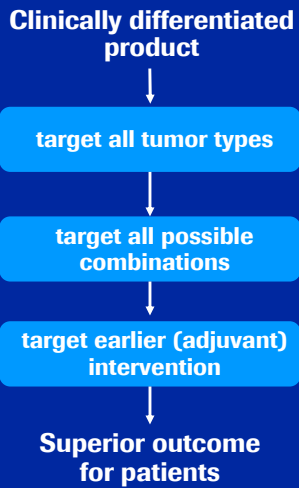 Clinically differentiated
product
target all tumor types
target all possible
combinations
target earlier (adjuvant)
intervention
Superior outcome
for patients